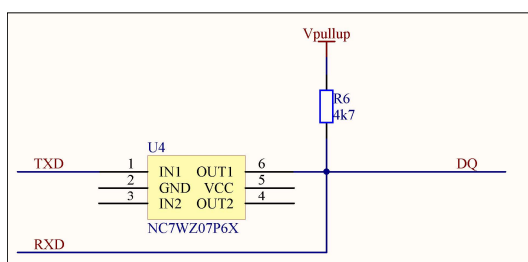 Vpullup
R6
4k7
U4
TXD
1 IN1 OUT1 6
DQ
2 GND VCC 5
3 IN2 OUT2 4
NC7WZ07P6X
RXD